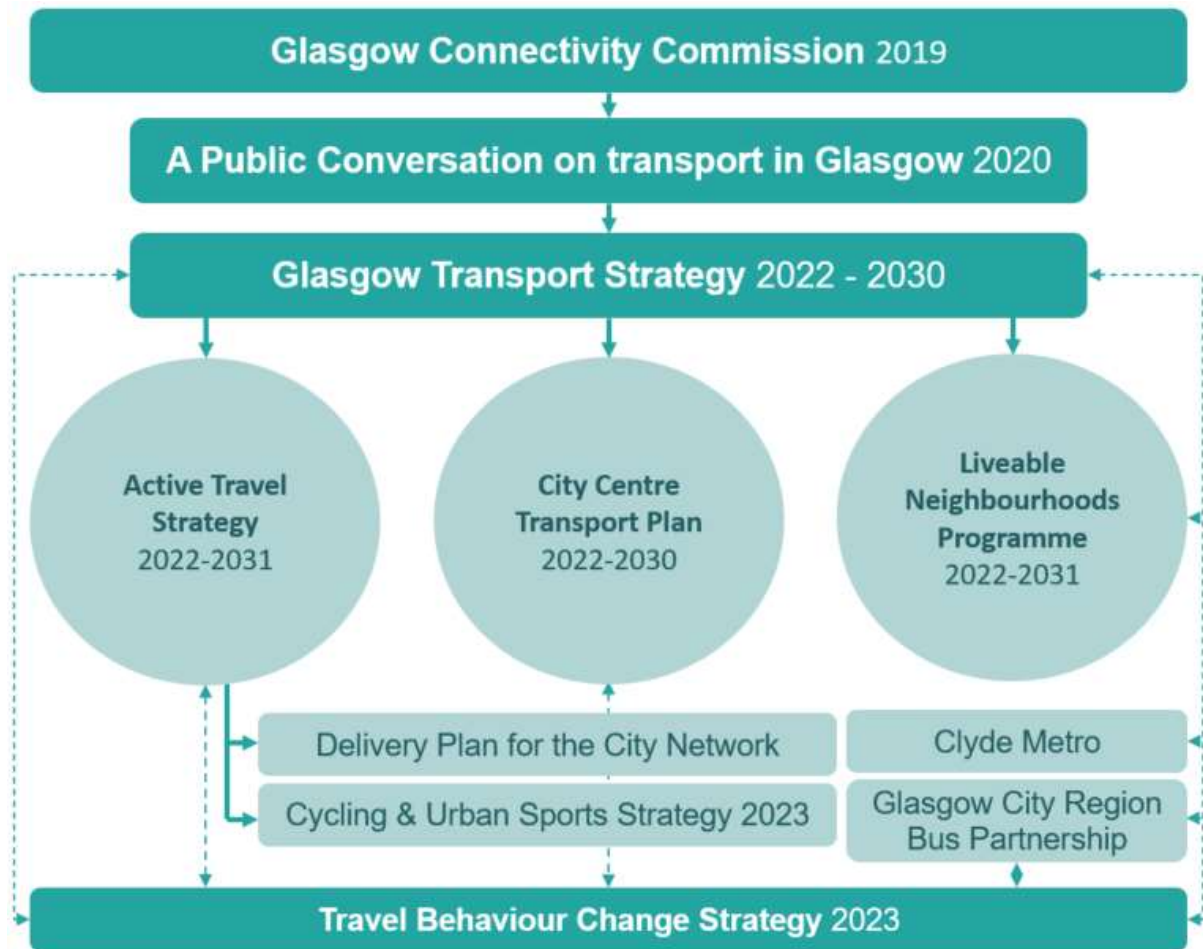 Glasgow Connectivity Commission 2019
A Public Conversation on transport in Glasgow 2020
Glasgow Transport Strategy 2022 - 2030
Active Travel
Strategy
2022-2031
City Centre
Transport Plan
2022-2030
Liveable
Neighbourhoods
Programme
2022-2031
Delivery Plan for the City Network
Cycling & Urban Sports Strategy 2023
Clyde Metro
Glasgow City Region
Bus Partnership
Travel Behaviour Change Strategy 2023